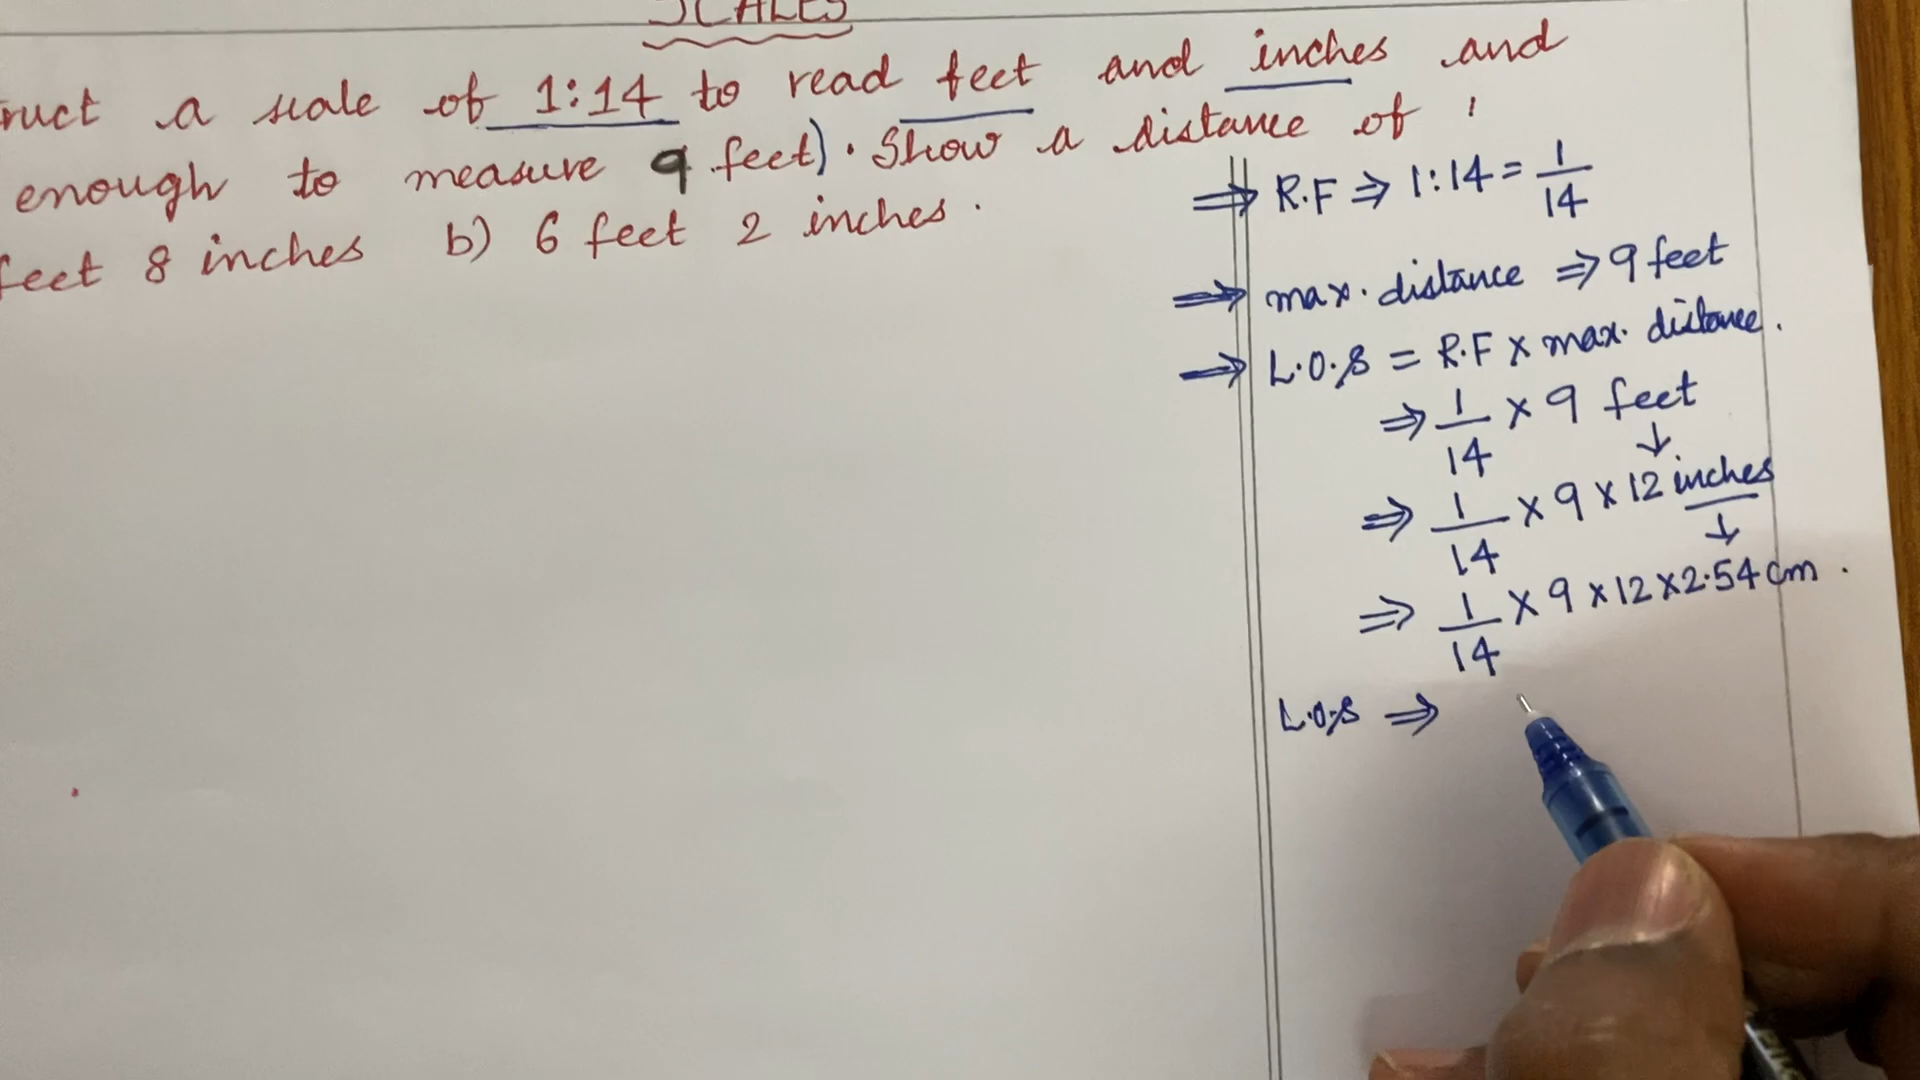 SCALES
ruct a scale of 1:14 to read feet and inches and
enough to measure 9 feet). Show a distance of
feet 8 inches b) 6 feet 2 inches.
⇒ R.F ⇒ 1:14 = 1/14
⇒ max. distance ⇒ 9 feet
⇒ L.O.S = R.F × max. distance.
⇒ 1/14 × 9 feet
↓
⇒ 1/14 × 9 × 12 inches
↓
⇒ 1/14 × 9 × 12 × 2.54 cm.
L.O.S ⇒